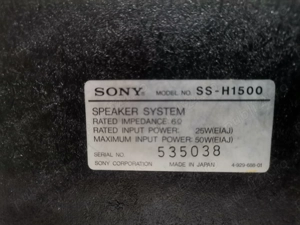 SONY. MODEL NO. SS-H1500
SPEAKER SYSTEM
RATED IMPEDANCE 6Ω
RATED INPUT POWER: 25W(EIAJ)
MAXIMUM INPUT POWER: 50W(EIAJ)
SERIAL NO. 535038
SONY CORPORATION MADE IN JAPAN